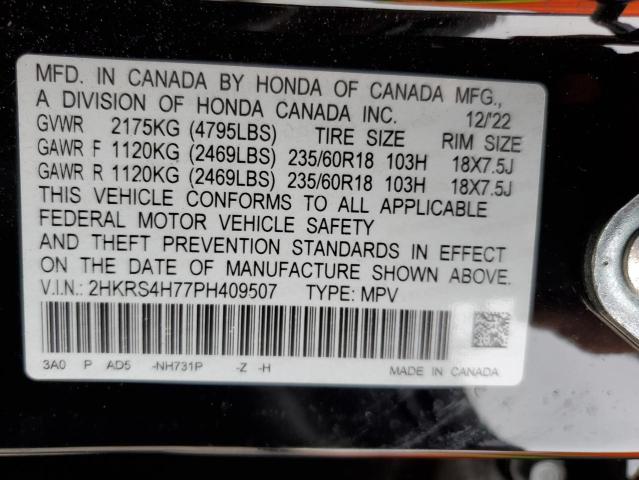 MFD. IN CANADA BY HONDA OF CANADA MFG.,
A DIVISION OF HONDA CANADA INC. 12/'22
GVWR 2175KG (4795LBS) TIRE SIZE RIM SIZE
GAWR F 1120KG (2469LBS) 235/60R18 103H 18X7.5J
GAWR R 1120KG (2469LBS) 235/60R18 103H 18X7.5J
THIS VEHICLE CONFORMS TO ALL APPLICABLE
FEDERAL MOTOR VEHICLE SAFETY
AND THEFT PREVENTION STANDARDS IN EFFECT
ON THE DATE OF MANUFACTURE SHOWN ABOVE.
V.I.N.: 2HKRS4H77PH409507 TYPE: MPV
3A0 P AD5 -NH731P -Z -H MADE IN CANADA